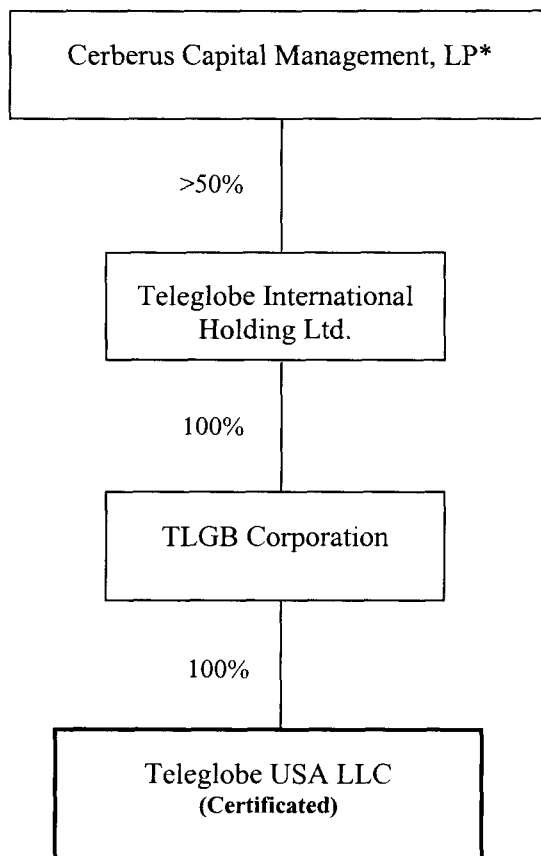 Cerberus Capital Management, LP*
>50%
Teleglobe International
Holding Ltd.
100%
TLGB Corporation
100%
Teleglobe USA LLC
(Certificated)